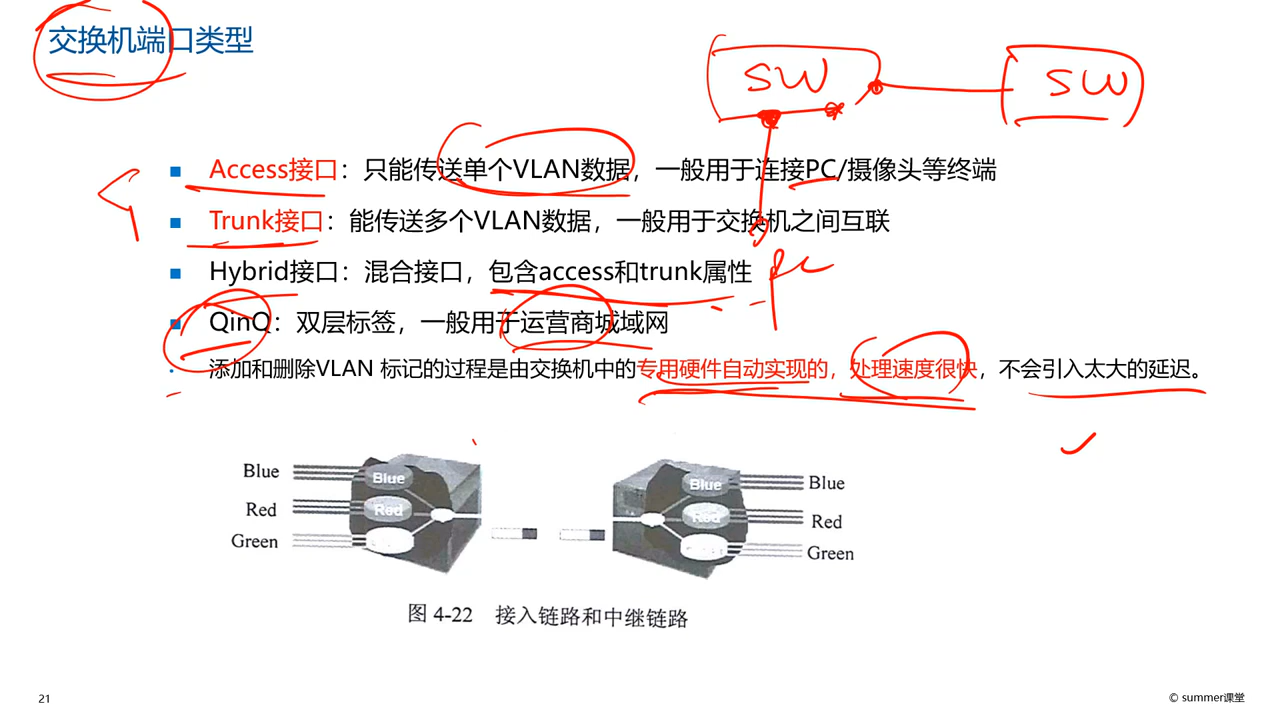 交换机端口类型
SW
SW
Access接口：只能传送单个VLAN数据，一般用于连接PC/摄像头等终端
Trunk接口：能传送多个VLAN数据，一般用于交换机之间互联
Hybrid接口：混合接口，包含access和trunk属性
PC
QinQ：双层标签，一般用于运营商城域网
添加和删除VLAN 标记的过程是由交换机中的专用硬件自动实现的，处理速度很快，不会引入太大的延迟。
Blue
Blue
Blue
Blue
Red
Red
Red
Red
Green
Green
图 4-22 接入链路和中继链路
21
© summer课堂